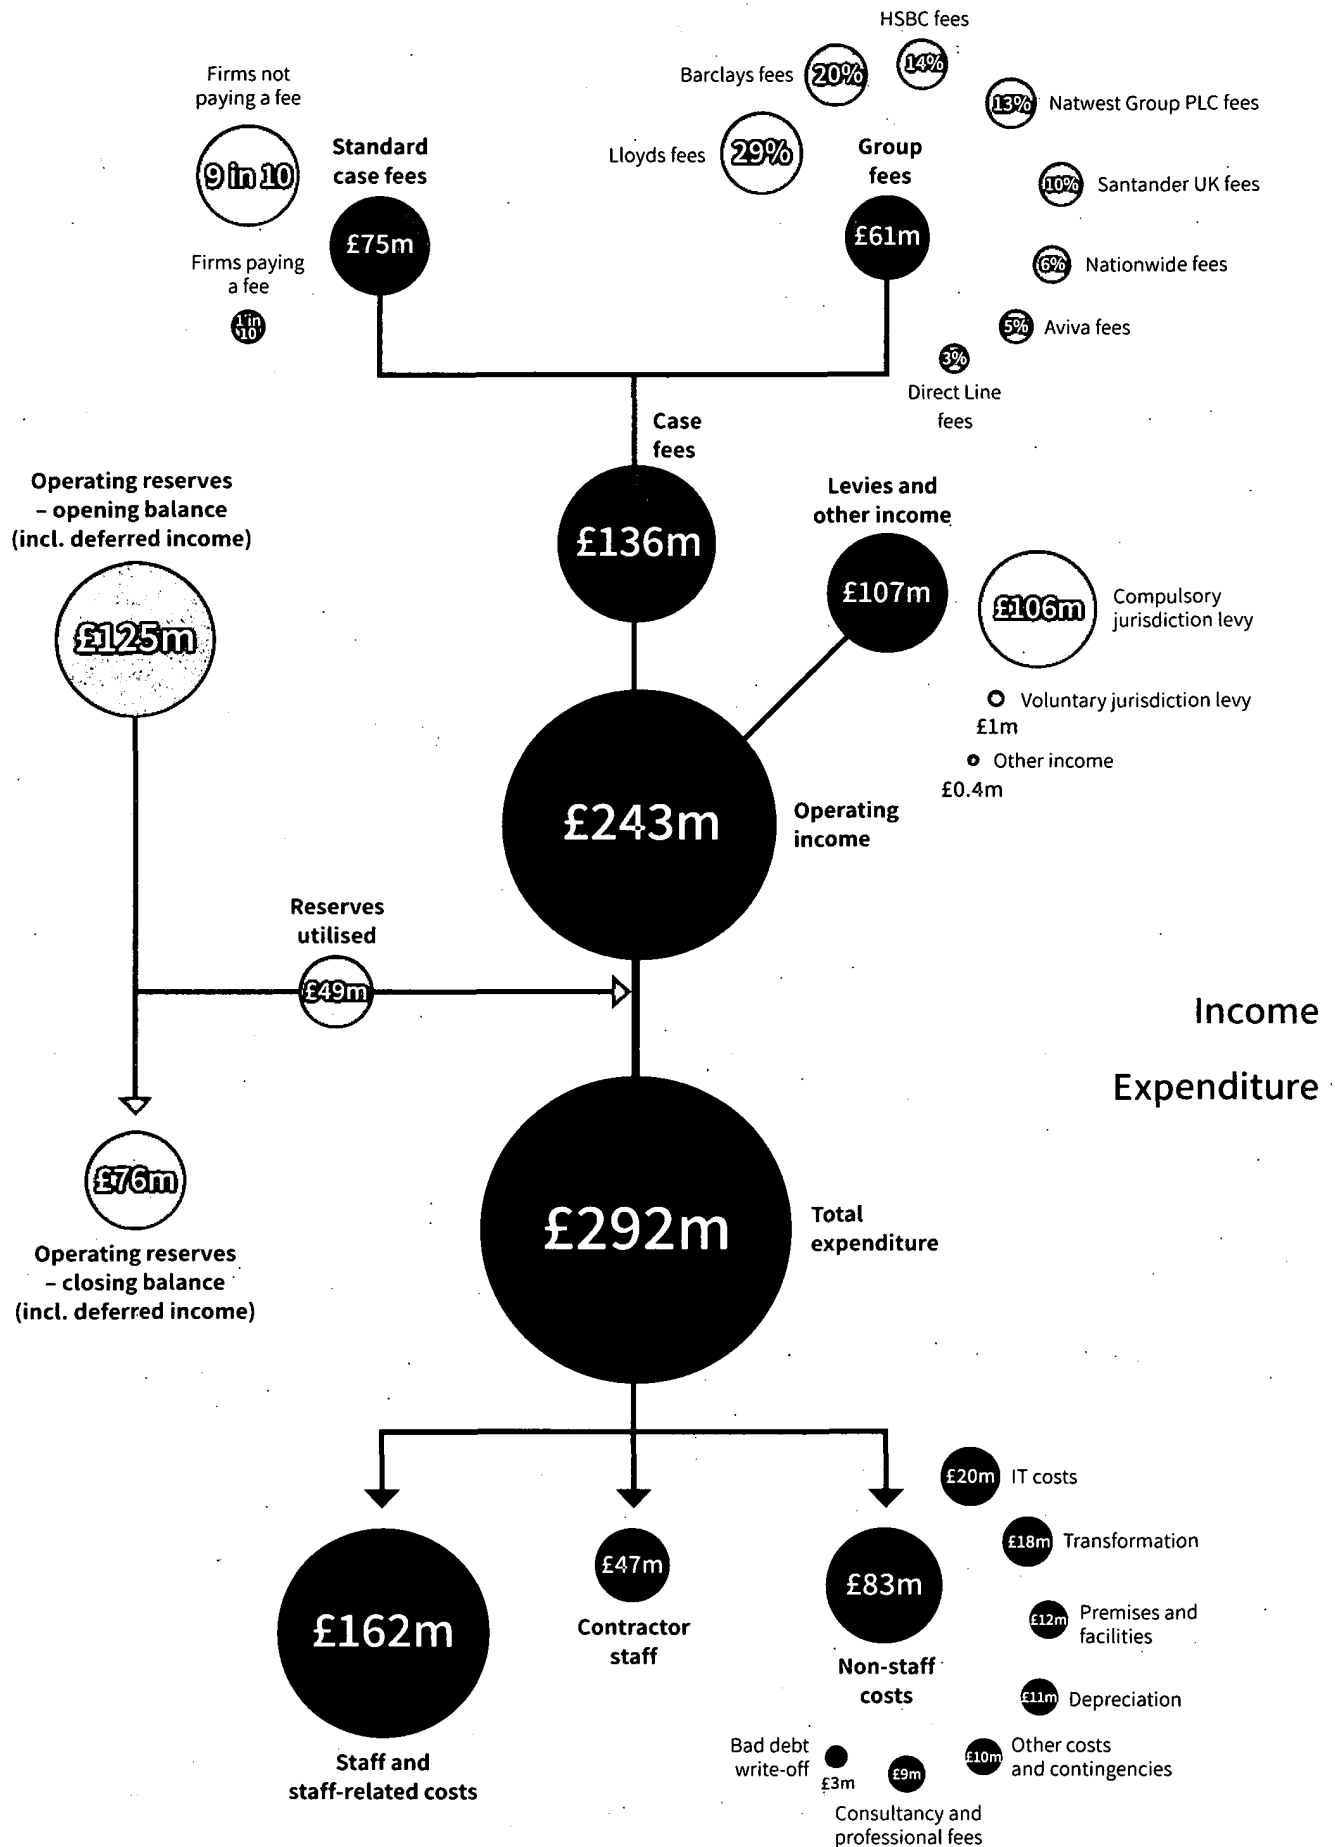 HSBC fees
14%
Barclays fees
20%
Firms not
paying a fee
9 in 10
Standard
case fees
£75m
Lloyds fees
29%
Group
fees
£61m
13%
Natwest Group PLC fees
10%
Santander UK fees
6%
Nationwide fees
5%
Aviva fees
3%
Direct Line
fees
Firms paying
a fee
1 in
10
Case
fees
£136m
Operating reserves
– opening balance
(incl. deferred income)
£125m
Levies and
other income
£107m
£106m
Compulsory
jurisdiction levy
Voluntary jurisdiction levy
£1m
Other income
£0.4m
£243m
Operating
income
Reserves
utilised
£49m
Income
Expenditure
£76m
Operating reserves
– closing balance
(incl. deferred income)
£292m
Total
expenditure
£162m
Staff and
staff-related costs
£47m
Contractor
staff
£83m
Non-staff
costs
£20m
IT costs
£18m
Transformation
£12m
Premises and
facilities
£11m
Depreciation
£10m
Other costs
and contingencies
£9m
Consultancy and
professional fees
Bad debt
write-off
£3m